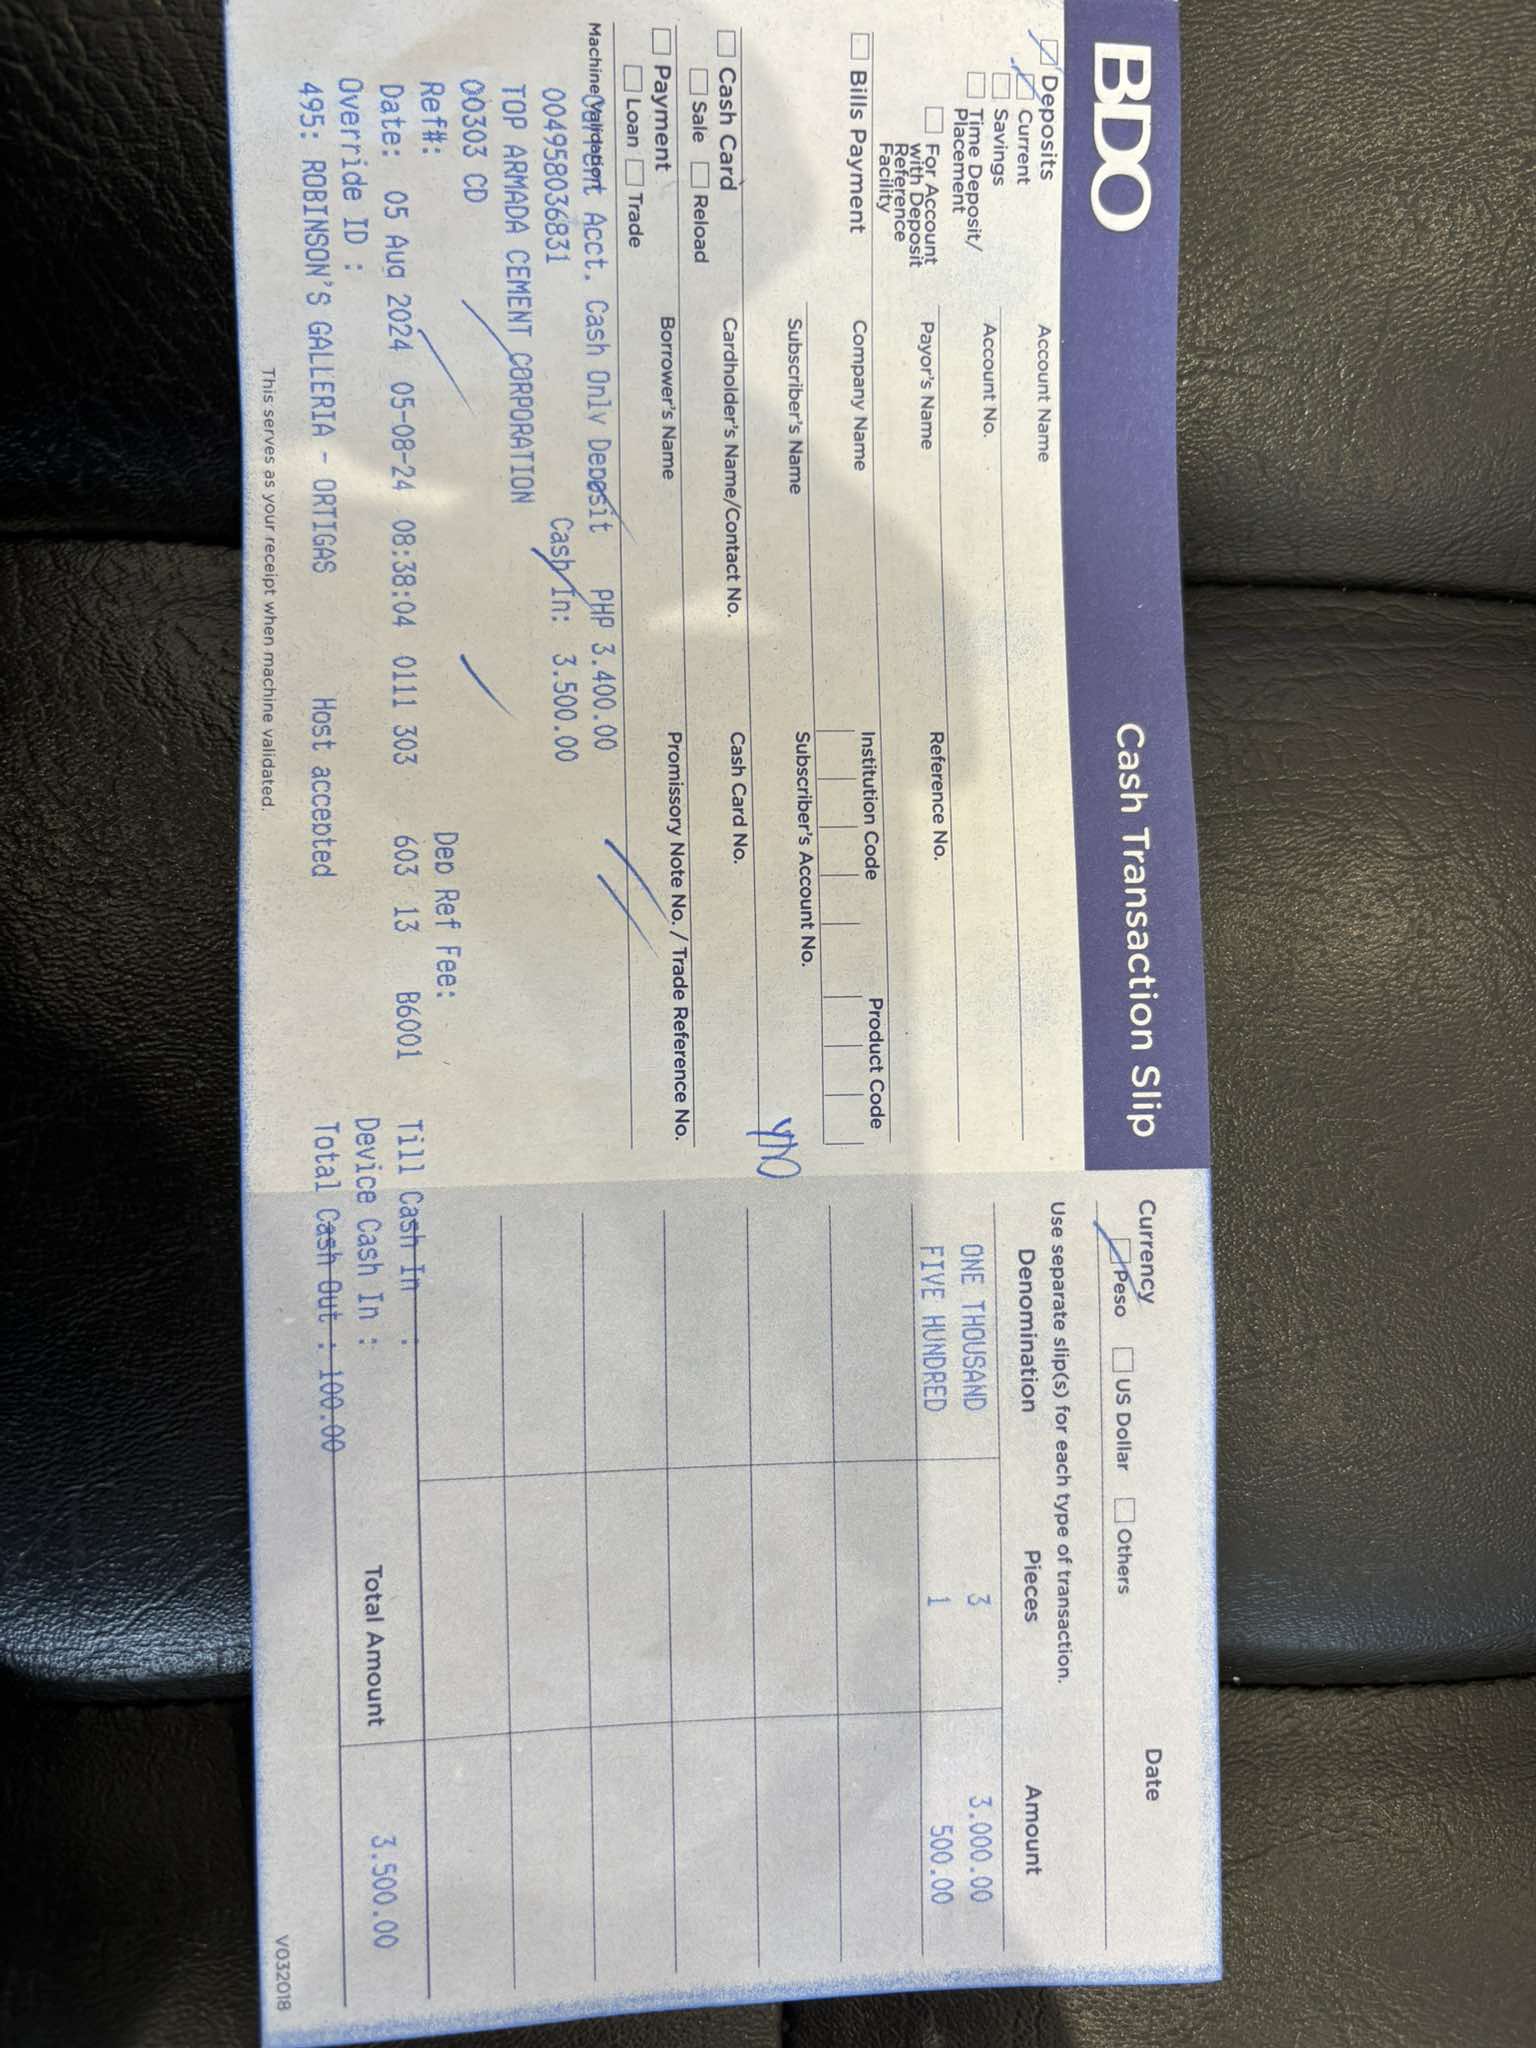 BDO
Cash Transaction Slip
Deposits
Current
Savings
Time Deposit/
Placement
For Account
with Deposit
Reference
Facility
Account Name
Account No.
Payor's Name
Reference No.
Bills Payment
Company Name
Institution Code
Product Code
Subscriber's Name
Subscriber's Account No.
Cash Card
Sale
Reload
Cardholder's Name/Contact No.
Cash Card No.
Payment
Loan
Trade
Borrower's Name
Promissory Note No. / Trade Reference No.
Machine Validation
Acct. Cash Only Deposit PHP 3.400.00
004958036831 Cash In: 3.500.00
TOP ARMADA CEMENT CORPORATION
00303 CD
Ref#: Dep Ref Fee:
Date: 05 Aug 2024 05-08-24 08:38:04 0111 303 603 13 B6001 Till Cash In :
Override ID : Device Cash In :
495: ROBINSON'S GALLERIA - ORTIGAS Host accepted Total Cash Out : 100.00
This serves as your receipt when machine validated.
Currency
Date
Peso
US Dollar
Others
Use separate slip(s) for each type of transaction.
Denomination Pieces Amount
ONE THOUSAND 3 3.000.00
FIVE HUNDRED 1 500.00
Total Amount 3.500.00
V032018